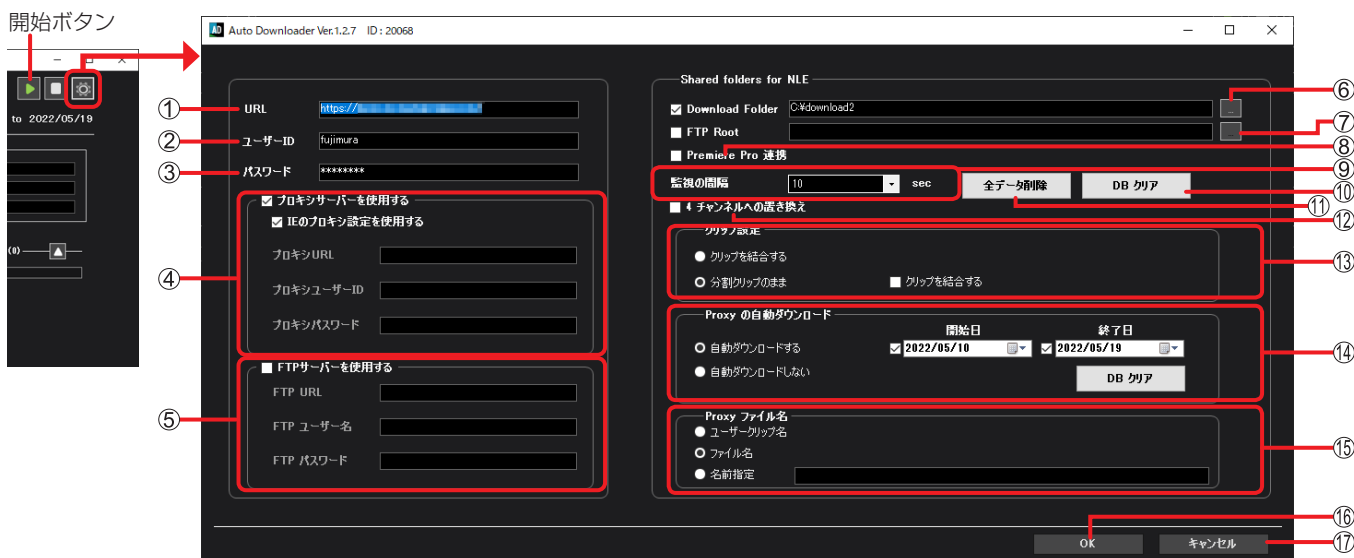 開始ボタン
to 2022/05/19
(0)
AD Auto Downloader Ver.1.2.7 ID : 20068
① URL https://
② ユーザーID fujimura
③ パスワード ********
④
プロキシサーバーを使用する
IEのプロキシ設定を使用する
プロキシURL
プロキシユーザーID
プロキシパスワード
⑤
FTPサーバーを使用する
FTP URL
FTP ユーザー名
FTP パスワード
Shared folders for NLE
Download Folder C:¥download2 ... ⑥
FTP Root ... ⑦
Premiere Pro 連携 ⑧
監視の間隔 10 sec ⑨
全データ削除 ⑪
DB クリア ⑩
4 チャンネルへの置き換え ⑫
クリップ設定 ⑬
クリップを結合する
分割クリップのまま クリップを結合する
Proxy の自動ダウンロード ⑭
開始日 終了日
自動ダウンロードする 2022/05/10 2022/05/19
自動ダウンロードしない DB クリア
Proxy ファイル名 ⑮
ユーザークリップ名
ファイル名
名前指定
OK ⑯
キャンセル ⑰